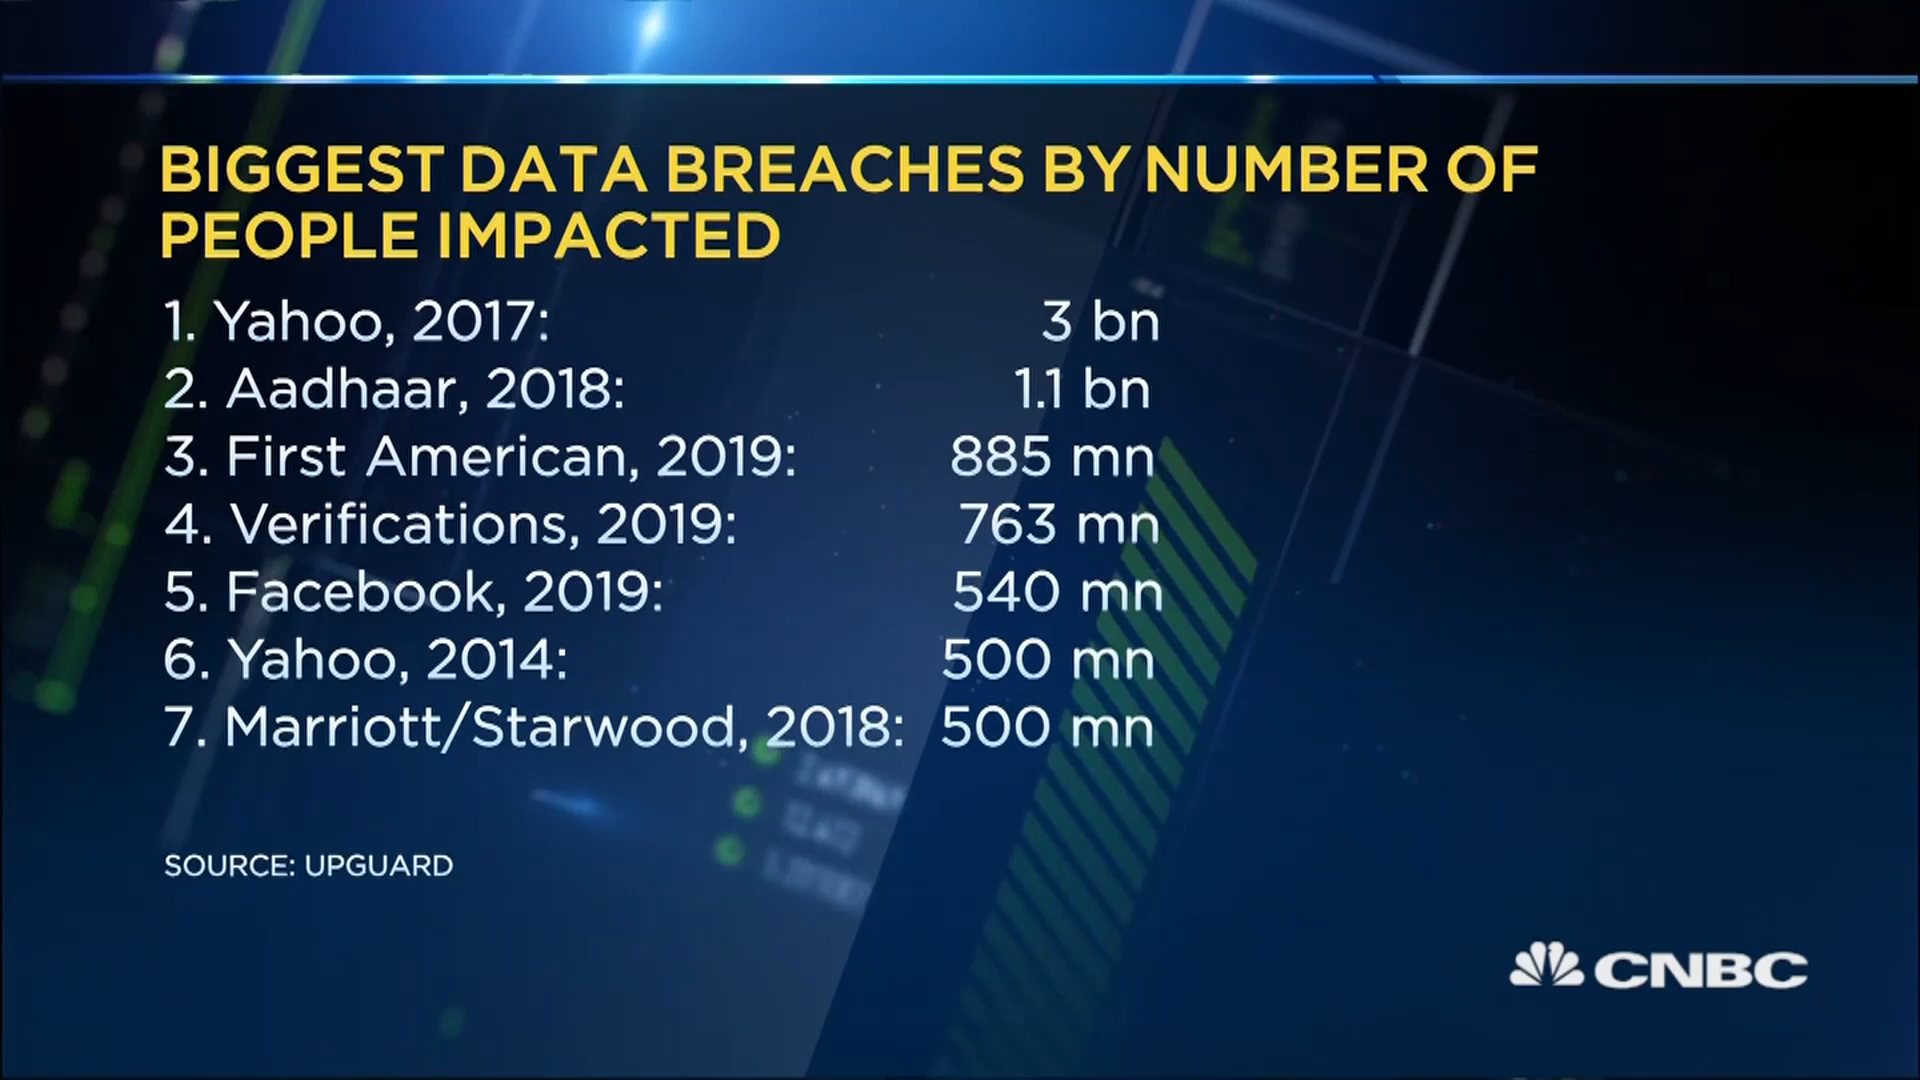 BIGGEST DATA BREACHES BY NUMBER OF
PEOPLE IMPACTED
1. Yahoo, 2017: 3 bn
2. Aadhaar, 2018: 1.1 bn
3. First American, 2019: 885 mn
4. Verifications, 2019: 763 mn
5. Facebook, 2019: 540 mn
6. Yahoo, 2014: 500 mn
7. Marriott/Starwood, 2018: 500 mn
SOURCE: UPGUARD
CNBC